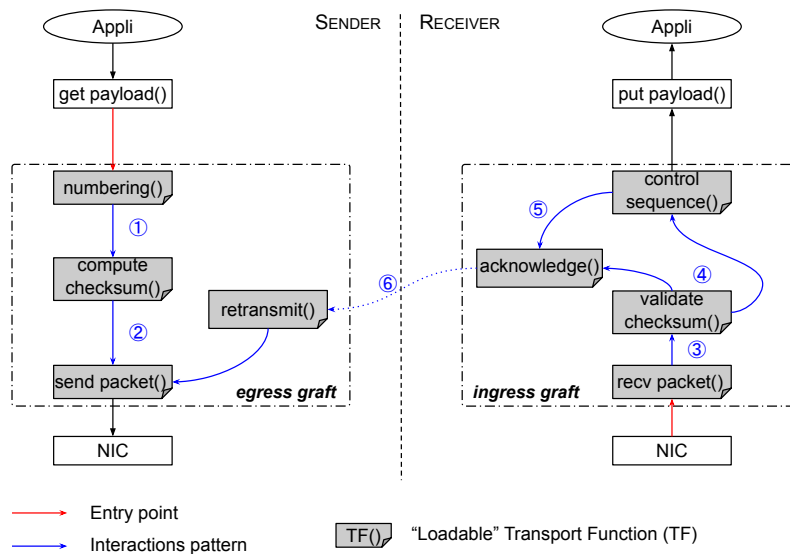 Appli
SENDER
RECEIVER
Appli
get payload()
put payload()
numbering()
control
sequence()
①
⑤
compute
checksum()
acknowledge()
④
⑥
retransmit()
validate
checksum()
②
③
send packet()
egress graft
ingress graft
recv packet()
NIC
NIC
Entry point
Interactions pattern
TF()
“Loadable” Transport Function (TF)